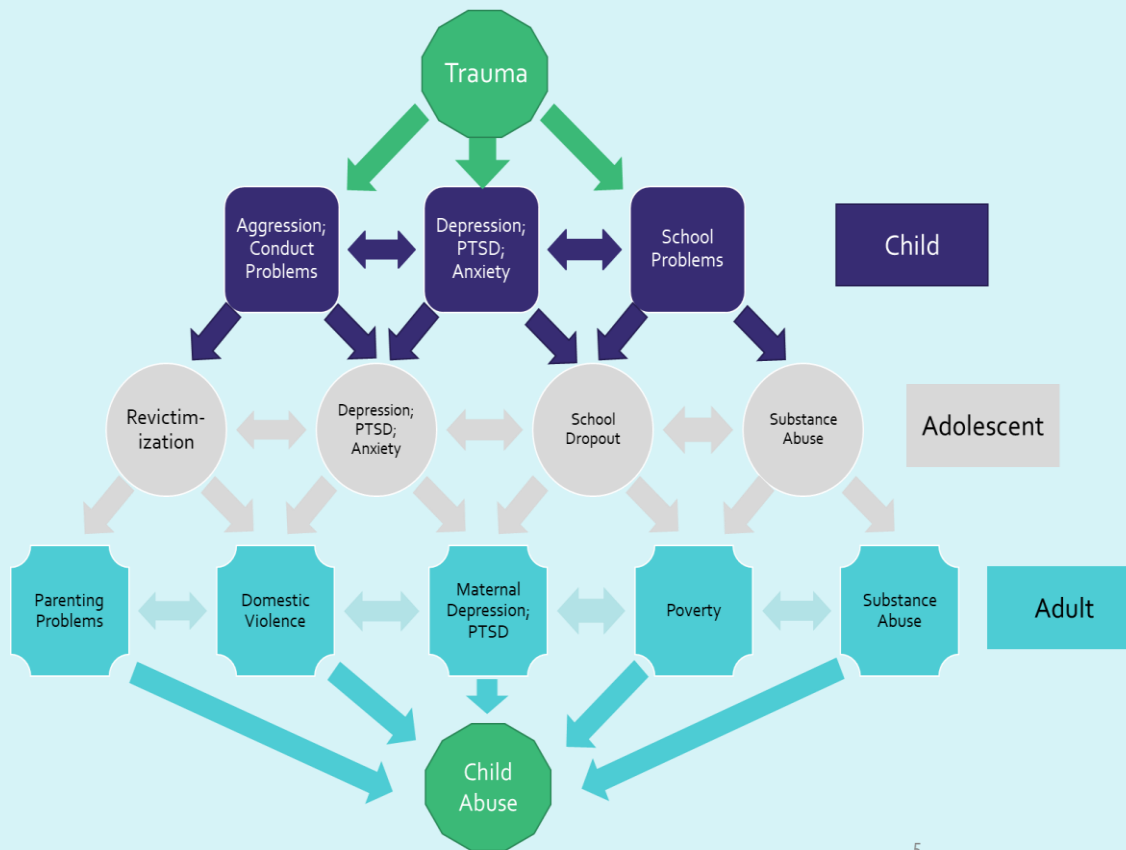 Trauma
Aggression;
Conduct
Problems
Depression;
PTSD;
Anxiety
School
Problems
Child
Revictim-
ization
Depression;
PTSD;
Anxiety
School
Dropout
Substance
Abuse
Adolescent
Parenting
Problems
Domestic
Violence
Maternal
Depression;
PTSD
Poverty
Substance
Abuse
Adult
Child
Abuse
5